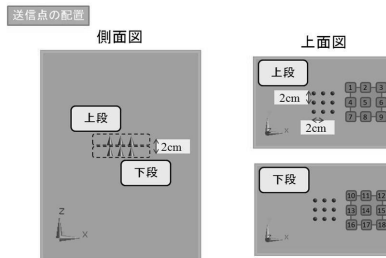 送信点の配置
側面図
上段
2cm
下段
Z
x
上面図
上段
2cm
2cm
x
1 2 3
4 5 6
7 8 9
下段
x
10 11 12
13 14 15
16 17 18